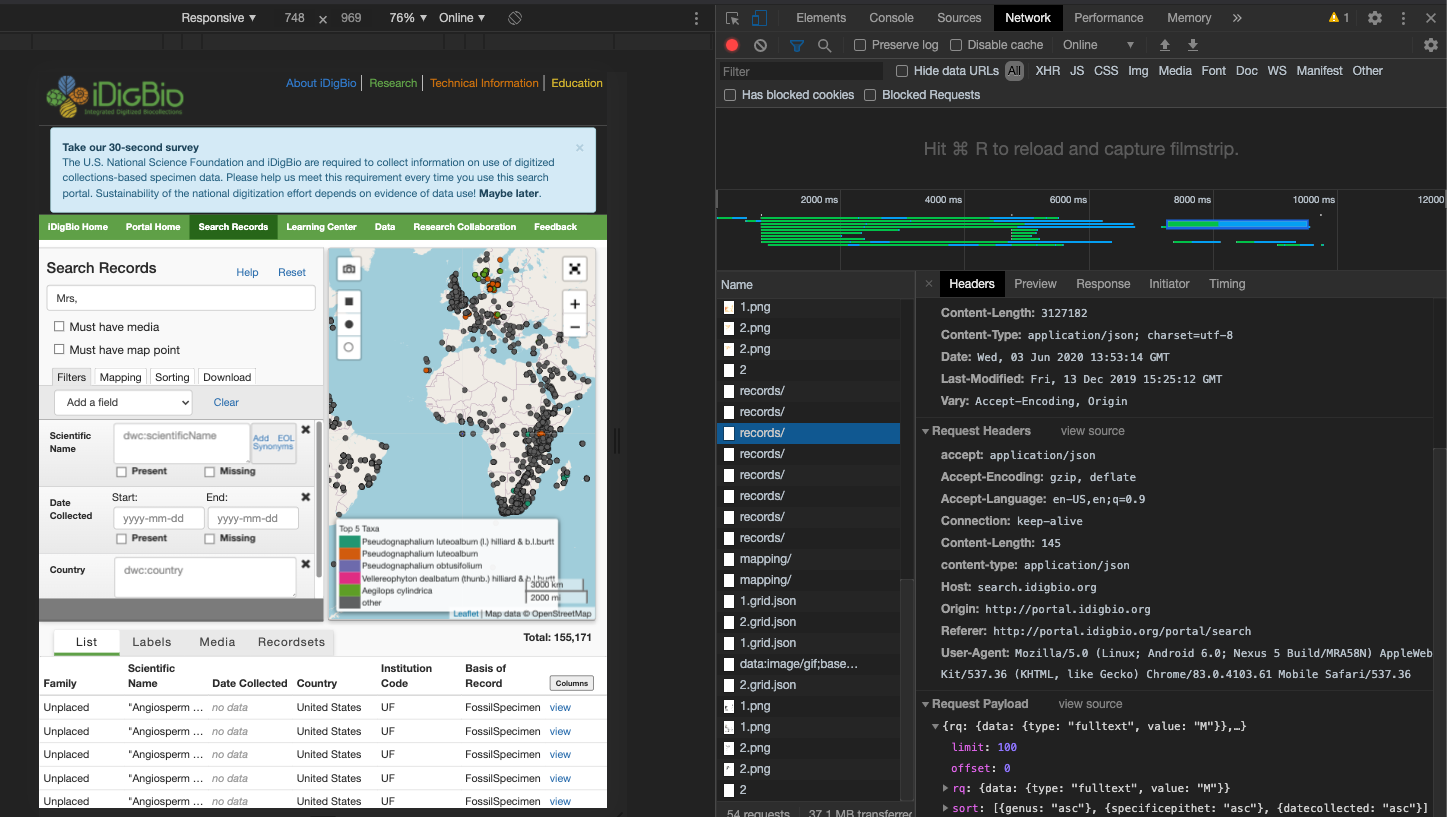 Responsive ▼ 748 × 969 76% ▼ Online ▼
Elements Console Sources Network Performance Memory » 1
Preserve log Disable cache Online ▼
Filter Hide data URLs All XHR JS CSS Img Media Font Doc WS Manifest Other
Has blocked cookies Blocked Requests
Hit ⌘ R to reload and capture filmstrip.
2000 ms 4000 ms 6000 ms 8000 ms 10000 ms 12000
iDigBio
Integrated Digitized Biocollections
About iDigBio Research Technical Information Education
Take our 30-second survey ×
The U.S. National Science Foundation and iDigBio are required to collect information on use of digitized
collections-based specimen data. Please help us meet this requirement every time you use this search
portal. Sustainability of the national digitization effort depends on evidence of data use! Maybe later.
iDigBio Home Portal Home Search Records Learning Center Data Research Collaboration Feedback
Search Records Help Reset
Mrs,
Must have media
Must have map point
Filters Mapping Sorting Download
Add a field Clear
Scientific Name
dwc:scientificName
Add EOL Synonyms
Present Missing
Date Collected
Start: End:
yyyy-mm-dd yyyy-mm-dd
Present Missing
Country
dwc:country
+
−
Top 5 Taxa
Pseudognaphalium luteoalbum (l.) hilliard & b.l.burtt
Pseudognaphalium luteoalbum
Pseudognaphalium obtusifolium
Vellereophyton dealbatum (thunb.) hilliard & b.l.burtt
Aegilops cylindrica
other
3000 km
2000 mi
Leaflet | Map data © OpenStreetMap
List Labels Media Recordsets Total: 155,171
Family Scientific Name Date Collected Country Institution Code Basis of Record Columns
Unplaced "Angiosperm ... no data United States UF FossilSpecimen view
Unplaced "Angiosperm ... no data United States UF FossilSpecimen view
Unplaced "Angiosperm ... no data United States UF FossilSpecimen view
Unplaced "Angiosperm ... no data United States UF FossilSpecimen view
Unplaced "Angiosperm ... no data United States UF FossilSpecimen view
Name
1.png
2.png
2.png
2
records/
records/
records/
records/
records/
records/
records/
records/
mapping/
mapping/
1.grid.json
2.grid.json
1.grid.json
data:image/gif;base…
2.grid.json
1.png
1.png
2.png
2.png
2
54 requests 37.1 MB transferred
× Headers Preview Response Initiator Timing
Content-Length: 3127182
Content-Type: application/json; charset=utf-8
Date: Wed, 03 Jun 2020 13:53:14 GMT
Last-Modified: Fri, 13 Dec 2019 15:25:12 GMT
Vary: Accept-Encoding, Origin
▼ Request Headers view source
accept: application/json
Accept-Encoding: gzip, deflate
Accept-Language: en-US,en;q=0.9
Connection: keep-alive
Content-Length: 145
content-type: application/json
Host: search.idigbio.org
Origin: http://portal.idigbio.org
Referer: http://portal.idigbio.org/portal/search
User-Agent: Mozilla/5.0 (Linux; Android 6.0; Nexus 5 Build/MRA58N) AppleWeb
Kit/537.36 (KHTML, like Gecko) Chrome/83.0.4103.61 Mobile Safari/537.36
▼ Request Payload view source
▼ {rq: {data: {type: "fulltext", value: "M"}},…}
limit: 100
offset: 0
▶ rq: {data: {type: "fulltext", value: "M"}}
▶ sort: [{genus: "asc"}, {specificepithet: "asc"}, {datecollected: "asc"}]